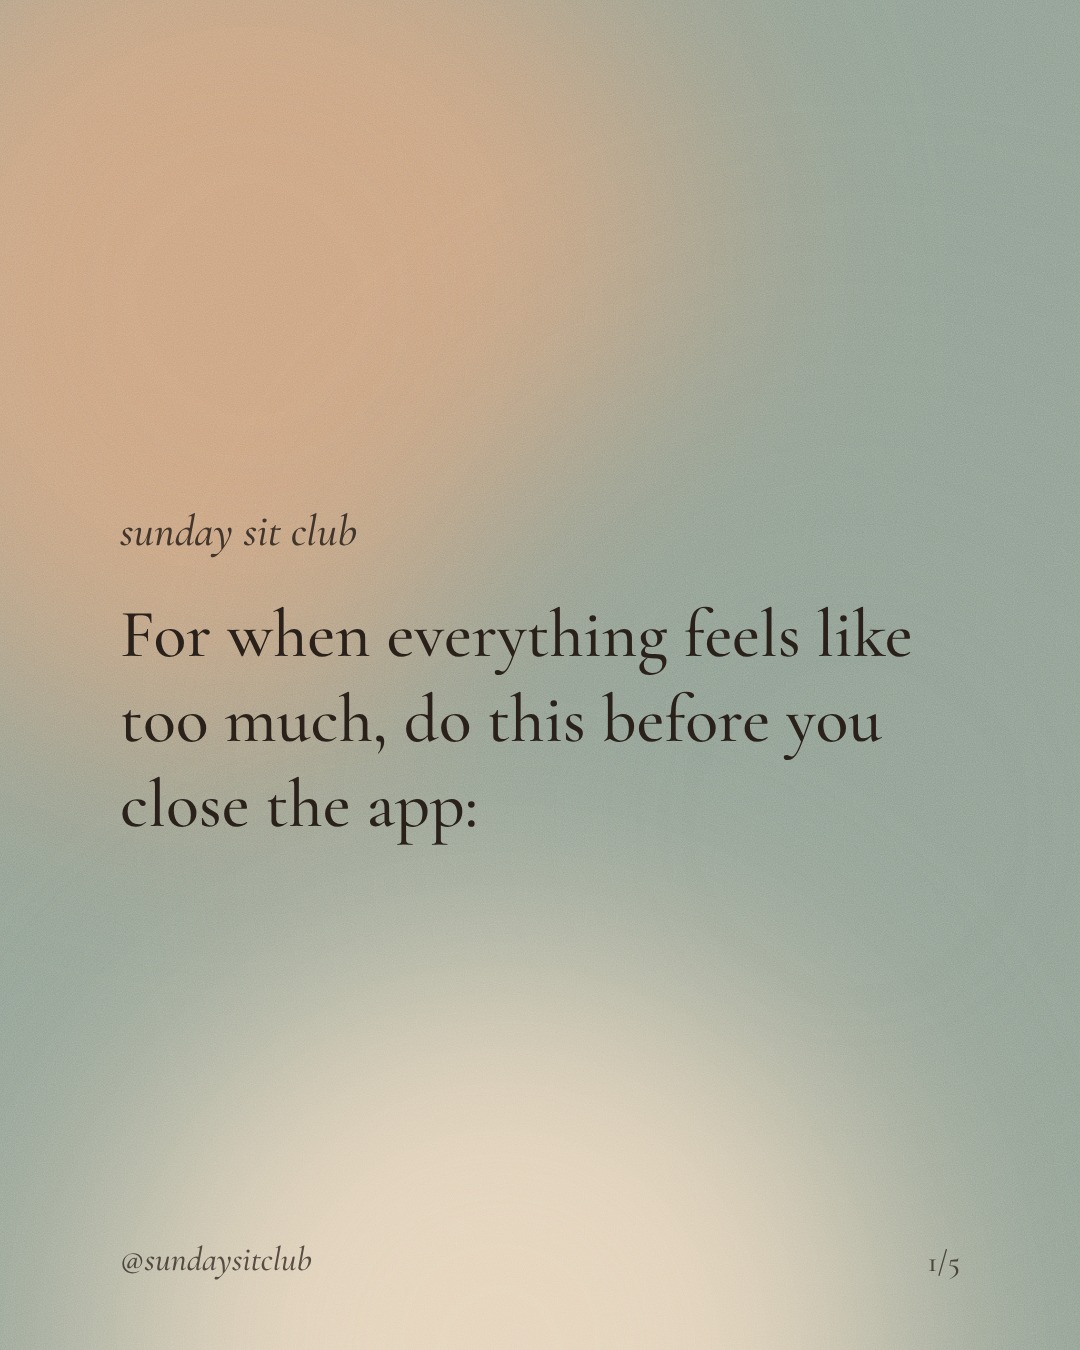 sunday sit club
For when everything feels like
too much, do this before you
close the app:
@sundaysitclub
1/5